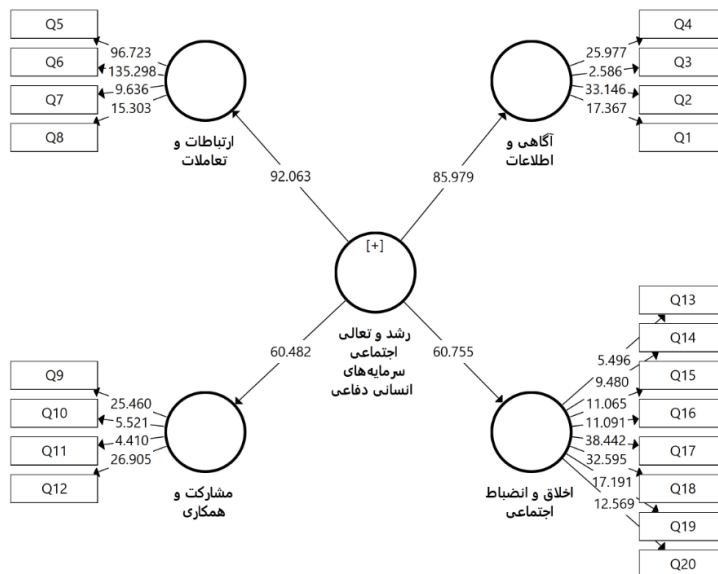 Q5
Q6
Q7
Q8
96.723
135.298
9.636
15.303
ارتباطات و
تعاملات
Q4
Q3
Q2
Q1
25.977
2.586
33.146
17.367
آگاهی و
اطلاعات
92.063
85.979
[+]
رشد و تعالی
اجتماعی
سرمایه‌های
انسانی دفاعی
60.482
60.755
Q9
Q10
Q11
Q12
25.460
5.521
4.410
26.905
مشارکت و
همکاری
Q13
Q14
Q15
Q16
Q17
Q18
Q19
Q20
5.496
9.480
11.065
11.091
38.442
32.595
17.191
12.569
اخلاق و انضباط
اجتماعی